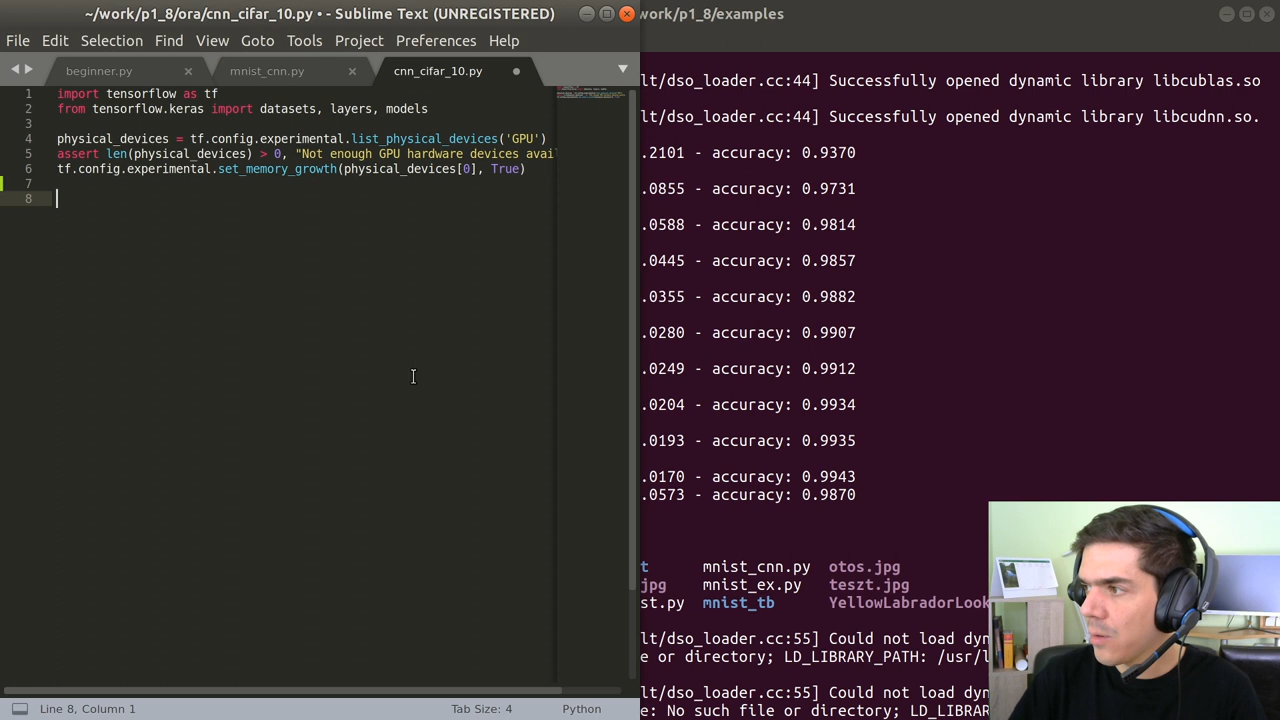 ~/work/p1_8/ora/cnn_cifar_10.py • - Sublime Text (UNREGISTERED)
File Edit Selection Find View Goto Tools Project Preferences Help
beginner.py mnist_cnn.py cnn_cifar_10.py
1 import tensorflow as tf
2 from tensorflow.keras import datasets, layers, models
3
4 physical_devices = tf.config.experimental.list_physical_devices('GPU')
5 assert len(physical_devices) > 0, "Not enough GPU hardware devices avai
6 tf.config.experimental.set_memory_growth(physical_devices[0], True)
7
8
Line 8, Column 1 Tab Size: 4 Python
work/p1_8/examples
lt/dso_loader.cc:44] Successfully opened dynamic library libcublas.so
lt/dso_loader.cc:44] Successfully opened dynamic library libcudnn.so.
.2101 - accuracy: 0.9370
.0855 - accuracy: 0.9731
.0588 - accuracy: 0.9814
.0445 - accuracy: 0.9857
.0355 - accuracy: 0.9882
.0280 - accuracy: 0.9907
.0249 - accuracy: 0.9912
.0204 - accuracy: 0.9934
.0193 - accuracy: 0.9935
.0170 - accuracy: 0.9943
.0573 - accuracy: 0.9870
t mnist_cnn.py otos.jpg
jpg mnist_ex.py teszt.jpg
st.py mnist_tb YellowLabradorLook
lt/dso_loader.cc:55] Could not load dyn
e or directory; LD_LIBRARY_PATH: /usr/l
lt/dso_loader.cc:55] Could not load dyn
e: No such file or directory; LD_LIBRAR